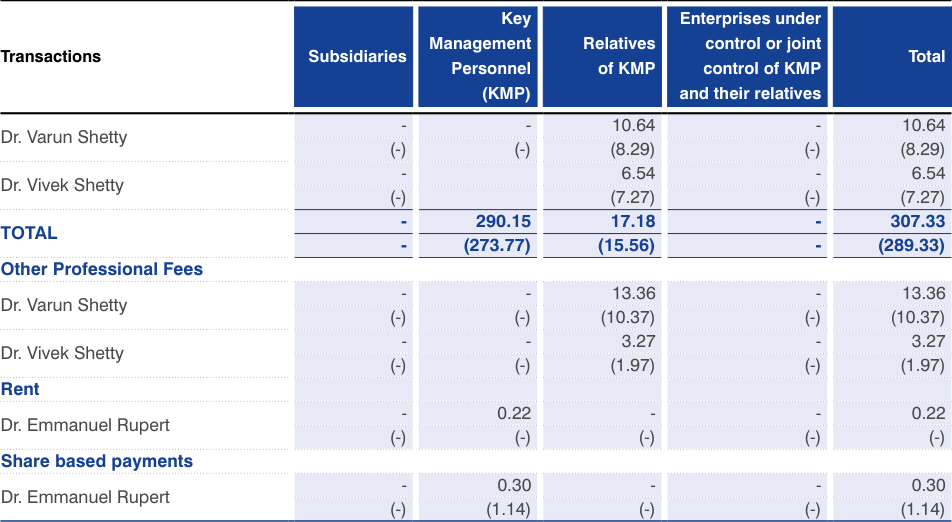 Transactions Subsidiaries Key Management Personnel (KMP) Relatives of KMP Enterprises under control or joint control of KMP and their relatives Total
Dr. Varun Shetty - - 10.64 - 10.64
(-) (-) (8.29) (-) (8.29)
Dr. Vivek Shetty - 6.54 - 6.54
(-) (7.27) (-) (7.27)
TOTAL - 290.15 17.18 - 307.33
- (273.77) (15.56) - (289.33)
Other Professional Fees
Dr. Varun Shetty - - 13.36 - 13.36
(-) (-) (10.37) (-) (10.37)
Dr. Vivek Shetty - - 3.27 - 3.27
(-) (-) (1.97) (-) (1.97)
Rent
Dr. Emmanuel Rupert - 0.22 - - 0.22
(-) (-) (-) (-) (-)
Share based payments
Dr. Emmanuel Rupert - 0.30 - - 0.30
(-) (1.14) (-) (-) (1.14)